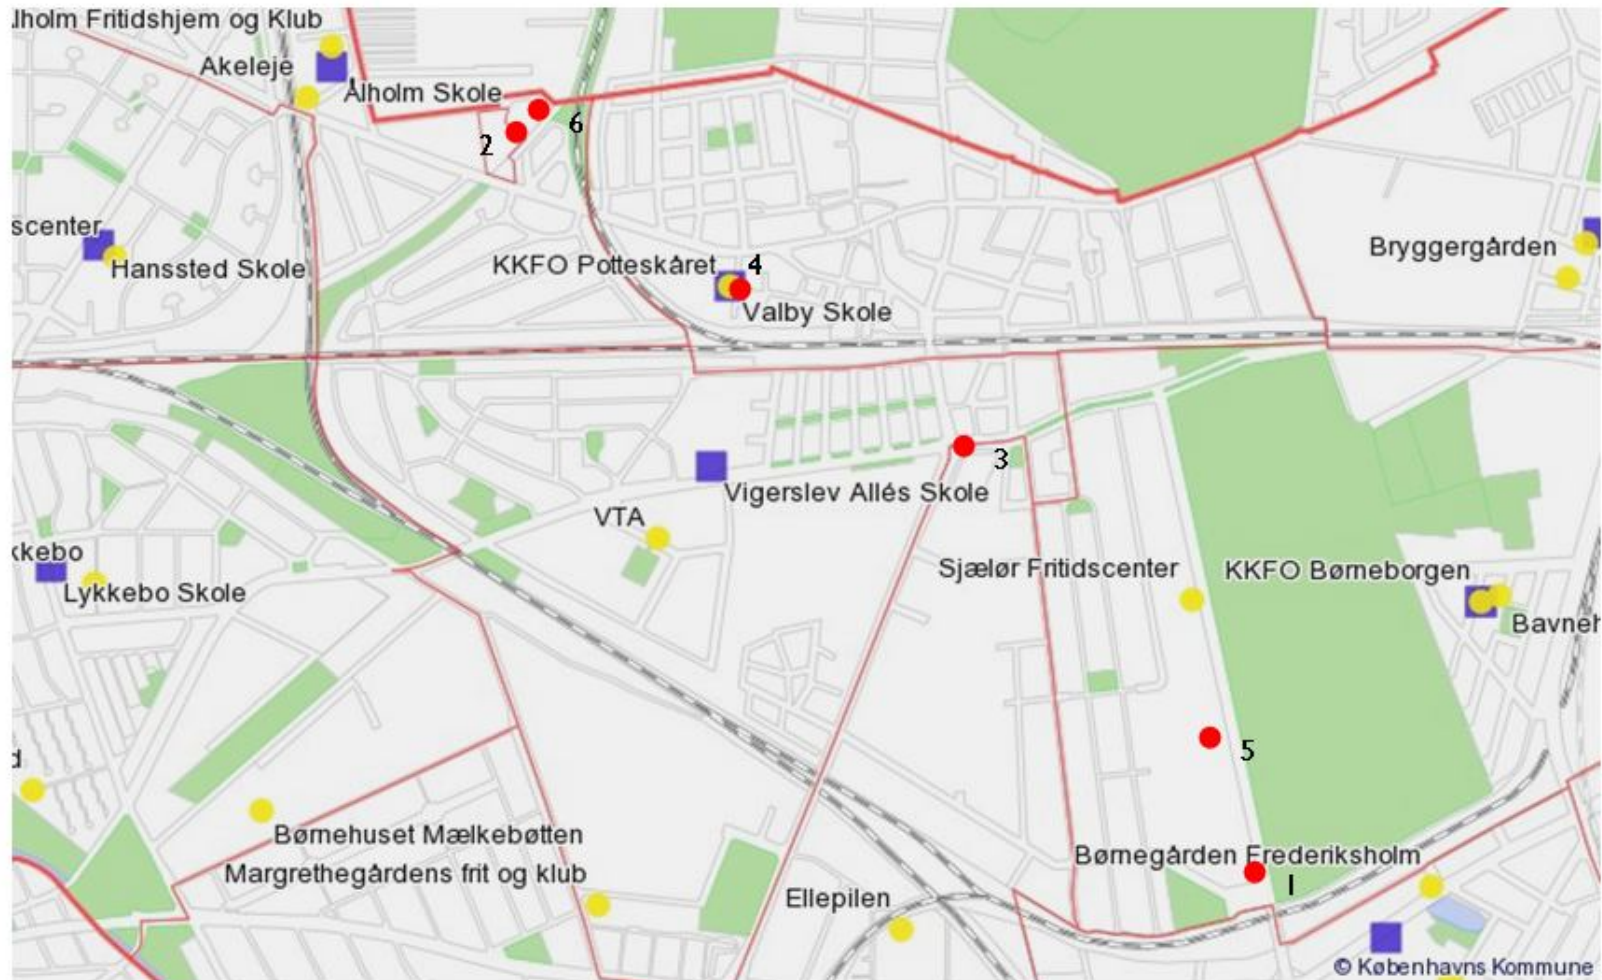 lholm Fritidshjem og Klub
Akeleje
Ålholm Skole
6
2
scenter
Hanssted Skole
KKFO Potteskåret
4
Valby Skole
Bryggergården
3
Vigerslev Allés Skole
VTA
kkebo
Lykkebo Skole
Sjælør Fritidscenter
KKFO Børneborgen
Bavneh
d
5
Børnehuset Mælkebøtten
Margrethegårdens frit og klub
Børnegården Frederiksholm
1
Ellepilen
© Københavns Kommune